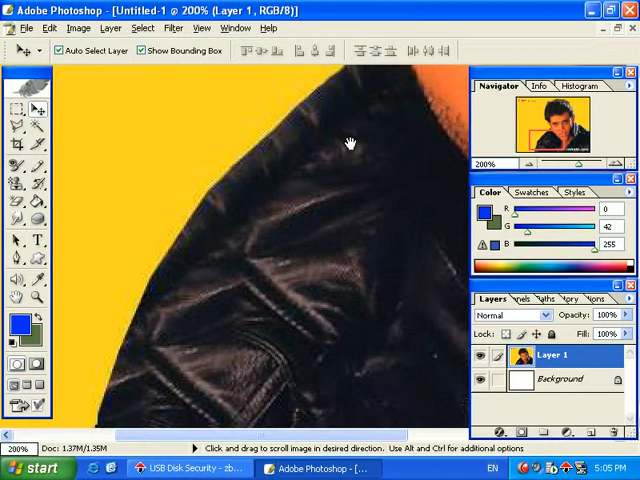 Adobe Photoshop - [Untitled-1 @ 200% (Layer 1, RGB/8)]
File Edit Image Layer Select Filter View Window Help
Auto Select Layer Show Bounding Box
Navigator Info Histogram
200%
Color Swatches Styles
R 0
G 42
B 255
Layers nnels Paths tory ions
Normal Opacity: 100%
Lock: Fill: 100%
Layer 1
Background
200% Doc: 1.37M/1.35M Click and drag to scroll image in desired direction. Use Alt and Ctrl for additional options
start USB Disk Security - zb... Adobe Photoshop - [... EN 5:05 PM